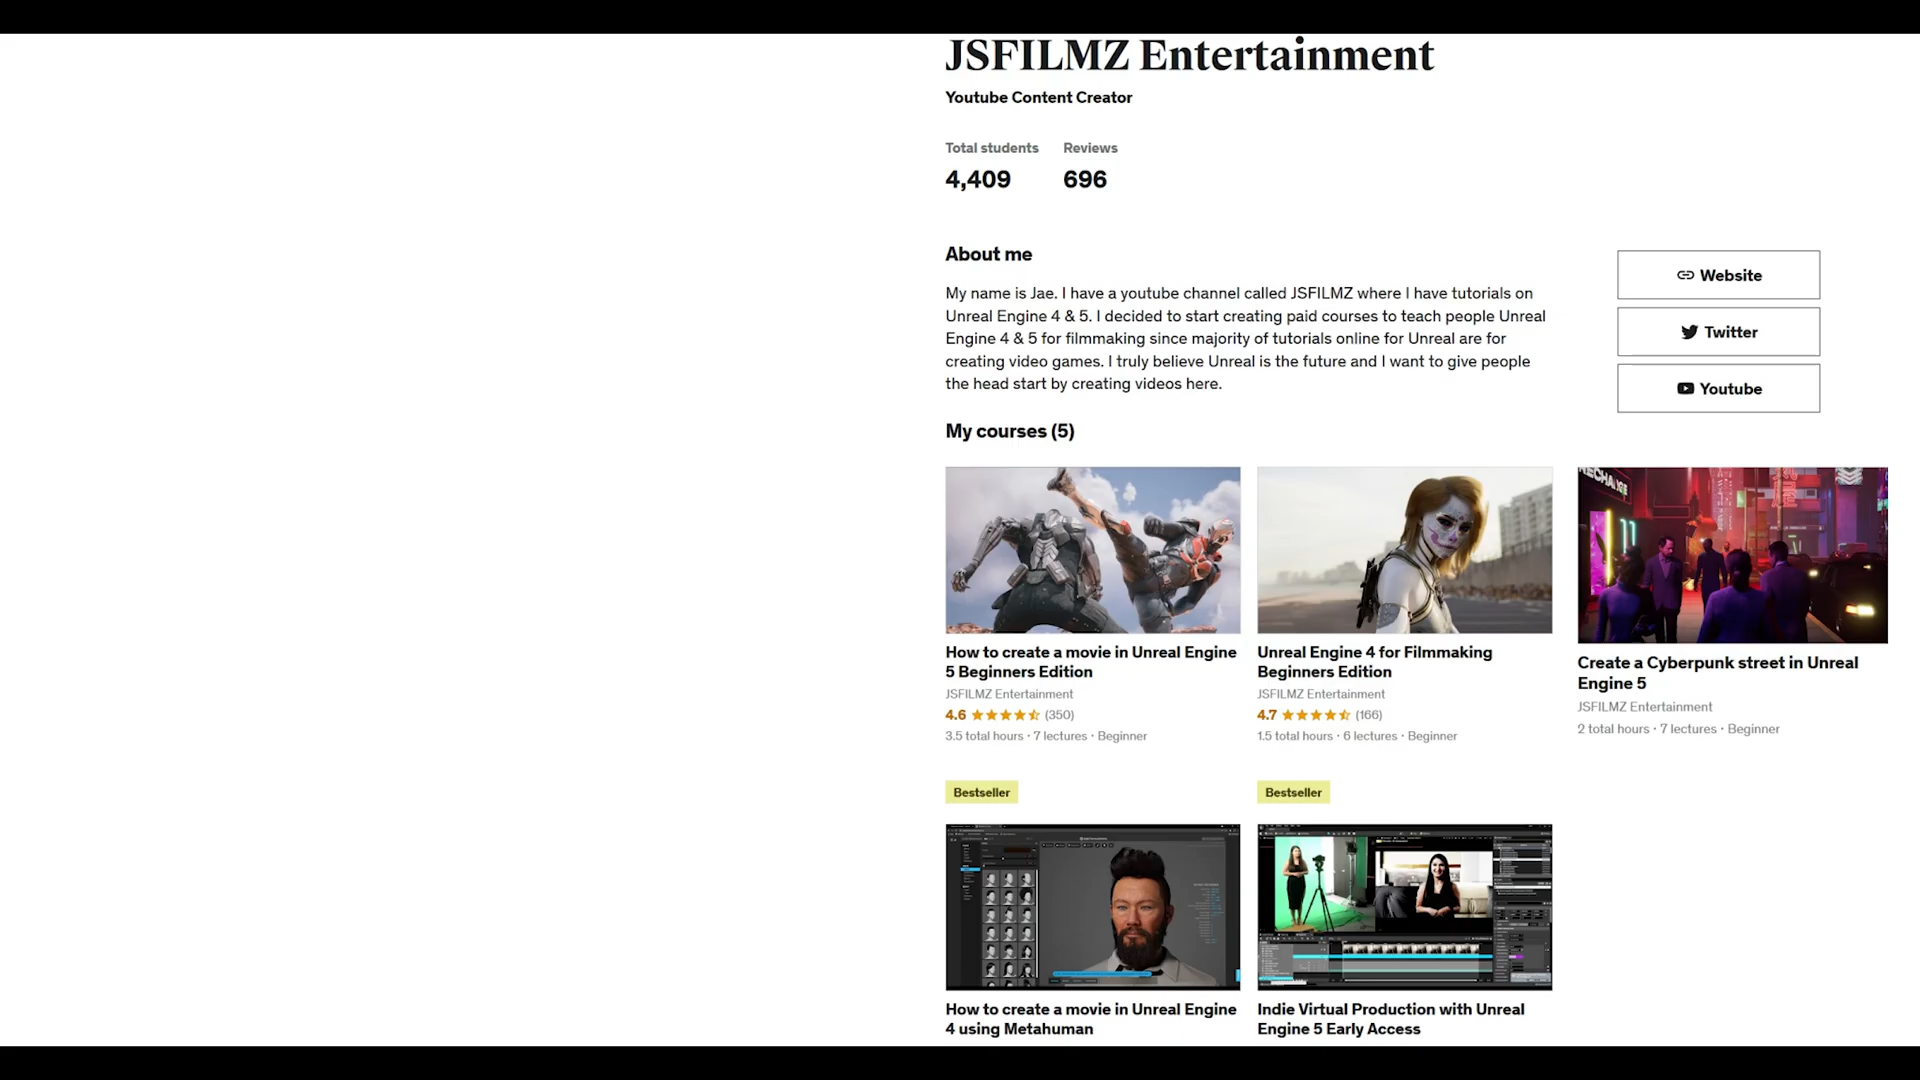 JSFILMZ Entertainment
Youtube Content Creator
Total students
Reviews
4,409
696
About me
My name is Jae. I have a youtube channel called JSFILMZ where I have tutorials on
Unreal Engine 4 & 5. I decided to start creating paid courses to teach people Unreal
Engine 4 & 5 for filmmaking since majority of tutorials online for Unreal are for
creating video games. I truly believe Unreal is the future and I want to give people
the head start by creating videos here.
Website
Twitter
Youtube
My courses (5)
How to create a movie in Unreal Engine
5 Beginners Edition
JSFILMZ Entertainment
4.6 (350)
3.5 total hours · 7 lectures · Beginner
Bestseller
Unreal Engine 4 for Filmmaking
Beginners Edition
JSFILMZ Entertainment
4.7 (166)
1.5 total hours · 6 lectures · Beginner
Bestseller
Create a Cyberpunk street in Unreal
Engine 5
JSFILMZ Entertainment
2 total hours · 7 lectures · Beginner
How to create a movie in Unreal Engine
4 using Metahuman
Indie Virtual Production with Unreal
Engine 5 Early Access